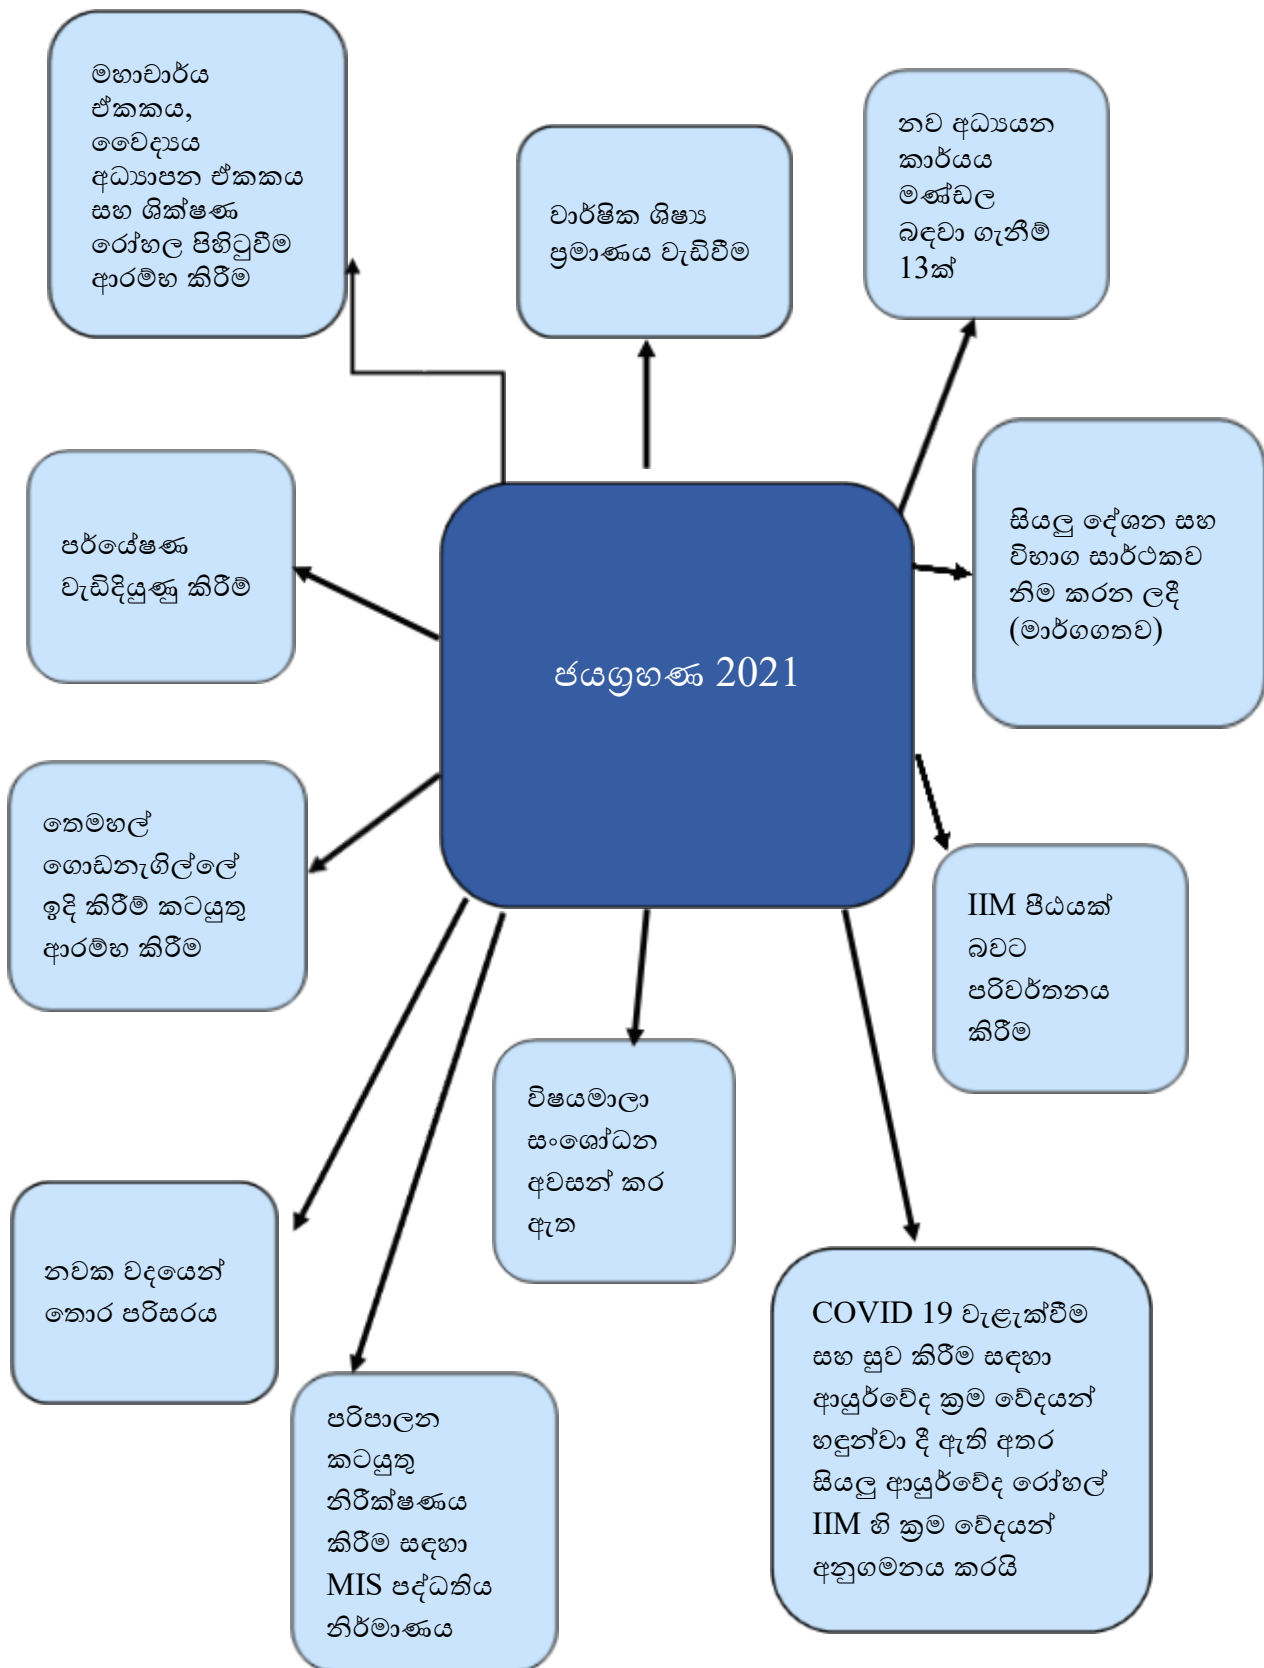 මහාචාර්ය
ඒකකය,
වෛද්‍යය
අධ්‍යාපන ඒකකය
සහ ශික්ෂණ
රෝහල පිහිටුවීම
ආරම්භ කිරීම
වාර්ෂික ශිෂ්‍ය
ප්‍රමාණය වැඩිවීම
නව අධ්‍යයන
කාර්යය
මණ්ඩල
බඳවා ගැනීම්
13ක්
පර්යේෂණ
වැඩිදියුණු කිරීම්
ජයග්‍රහණ 2021
සියලු දේශන සහ
විභාග සාර්ථකව
නිම කරන ලදී
(මාර්ගගතව)
තෙමහල්
ගොඩනැගිල්ලේ
ඉදි කිරීම් කටයුතු
ආරම්භ කිරීම
IIM පීඨයක්
බවට
පරිවර්තනය
කිරීම
විෂයමාලා
සංශෝධන
අවසන් කර
ඇත
නවක වදයෙන්
තොර පරිසරය
පරිපාලන
කටයුතු
නිරීක්ෂණය
කිරීම සඳහා
MIS පද්ධතිය
නිර්මාණය
COVID 19 වැළැක්වීම
සහ සුව කිරීම සඳහා
ආයුර්වේද ක්‍රම වේදයන්
හඳුන්වා දී ඇති අතර
සියලු ආයුර්වේද රෝහල්
IIM හි ක්‍රම වේදයන්
අනුගමනය කරයි